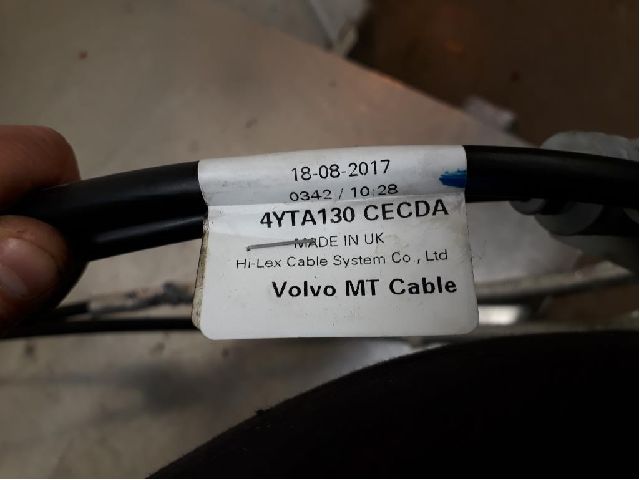 18-08-2017
0342 / 10:28
4YTA130 CECDA
MADE IN UK
Hi-Lex Cable System Co., Ltd
Volvo MT Cable